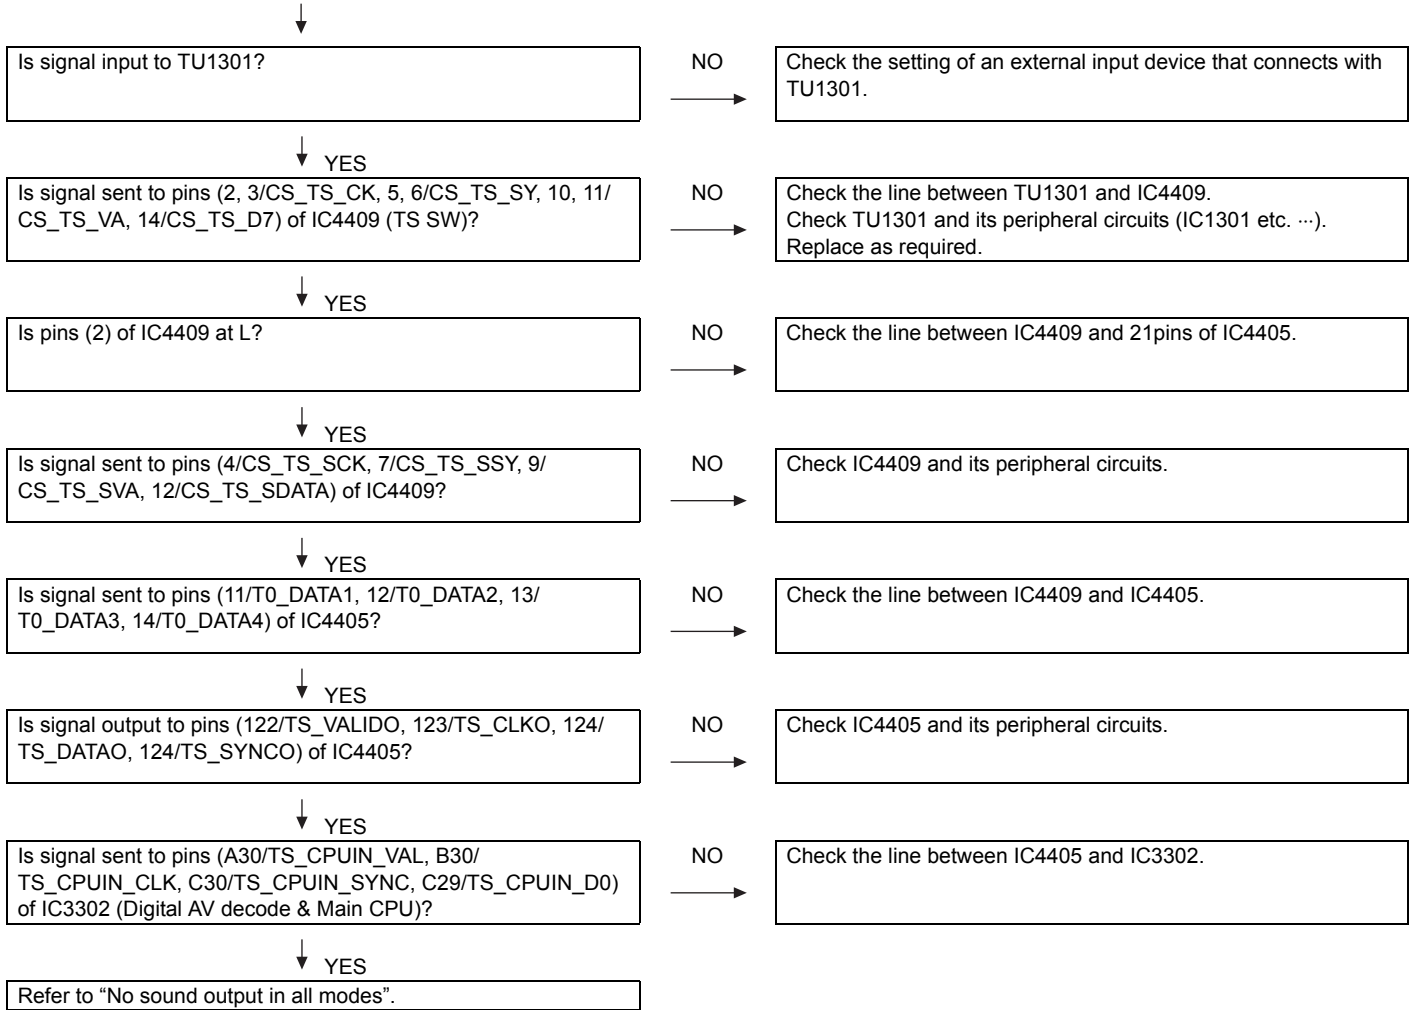 Is signal input to TU1301?
NO
Check the setting of an external input device that connects with
TU1301.
YES
Is signal sent to pins (2, 3/CS_TS_CK, 5, 6/CS_TS_SY, 10, 11/
CS_TS_VA, 14/CS_TS_D7) of IC4409 (TS SW)?
NO
Check the line between TU1301 and IC4409.
Check TU1301 and its peripheral circuits (IC1301 etc. ···).
Replace as required.
YES
Is pins (2) of IC4409 at L?
NO
Check the line between IC4409 and 21pins of IC4405.
YES
Is signal sent to pins (4/CS_TS_SCK, 7/CS_TS_SSY, 9/
CS_TS_SVA, 12/CS_TS_SDATA) of IC4409?
NO
Check IC4409 and its peripheral circuits.
YES
Is signal sent to pins (11/T0_DATA1, 12/T0_DATA2, 13/
T0_DATA3, 14/T0_DATA4) of IC4405?
NO
Check the line between IC4409 and IC4405.
YES
Is signal output to pins (122/TS_VALIDO, 123/TS_CLKO, 124/
TS_DATAO, 124/TS_SYNCO) of IC4405?
NO
Check IC4405 and its peripheral circuits.
YES
Is signal sent to pins (A30/TS_CPUIN_VAL, B30/
TS_CPUIN_CLK, C30/TS_CPUIN_SYNC, C29/TS_CPUIN_D0)
of IC3302 (Digital AV decode & Main CPU)?
NO
Check the line between IC4405 and IC3302.
YES
Refer to “No sound output in all modes”.